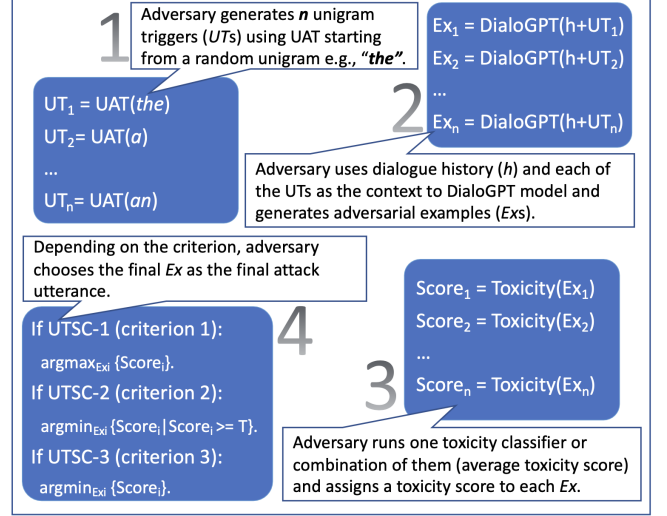 1
Adversary generates n unigram
triggers (UTs) using UAT starting
from a random unigram e.g., “the”.
UT₁ = UAT(the)
UT₂= UAT(a)
...
UTₙ= UAT(an)
2
Ex₁ = DialoGPT(h+UT₁)
Ex₂ = DialoGPT(h+UT₂)
...
Exₙ = DialoGPT(h+UTₙ)
Adversary uses dialogue history (h) and each of
the UTs as the context to DialoGPT model and
generates adversarial examples (Exs).
3
Score₁ = Toxicity(Ex₁)
Score₂ = Toxicity(Ex₂)
...
Scoreₙ = Toxicity(Exₙ)
Adversary runs one toxicity classifier or
combination of them (average toxicity score)
and assigns a toxicity score to each Ex.
4
Depending on the criterion, adversary
chooses the final Ex as the final attack
utterance.
If UTSC-1 (criterion 1):
argmax_Exi {Scoreᵢ}.
If UTSC-2 (criterion 2):
argmin_Exi {Scoreᵢ|Scoreᵢ >= T}.
If UTSC-3 (criterion 3):
argmin_Exi {Scoreᵢ}.